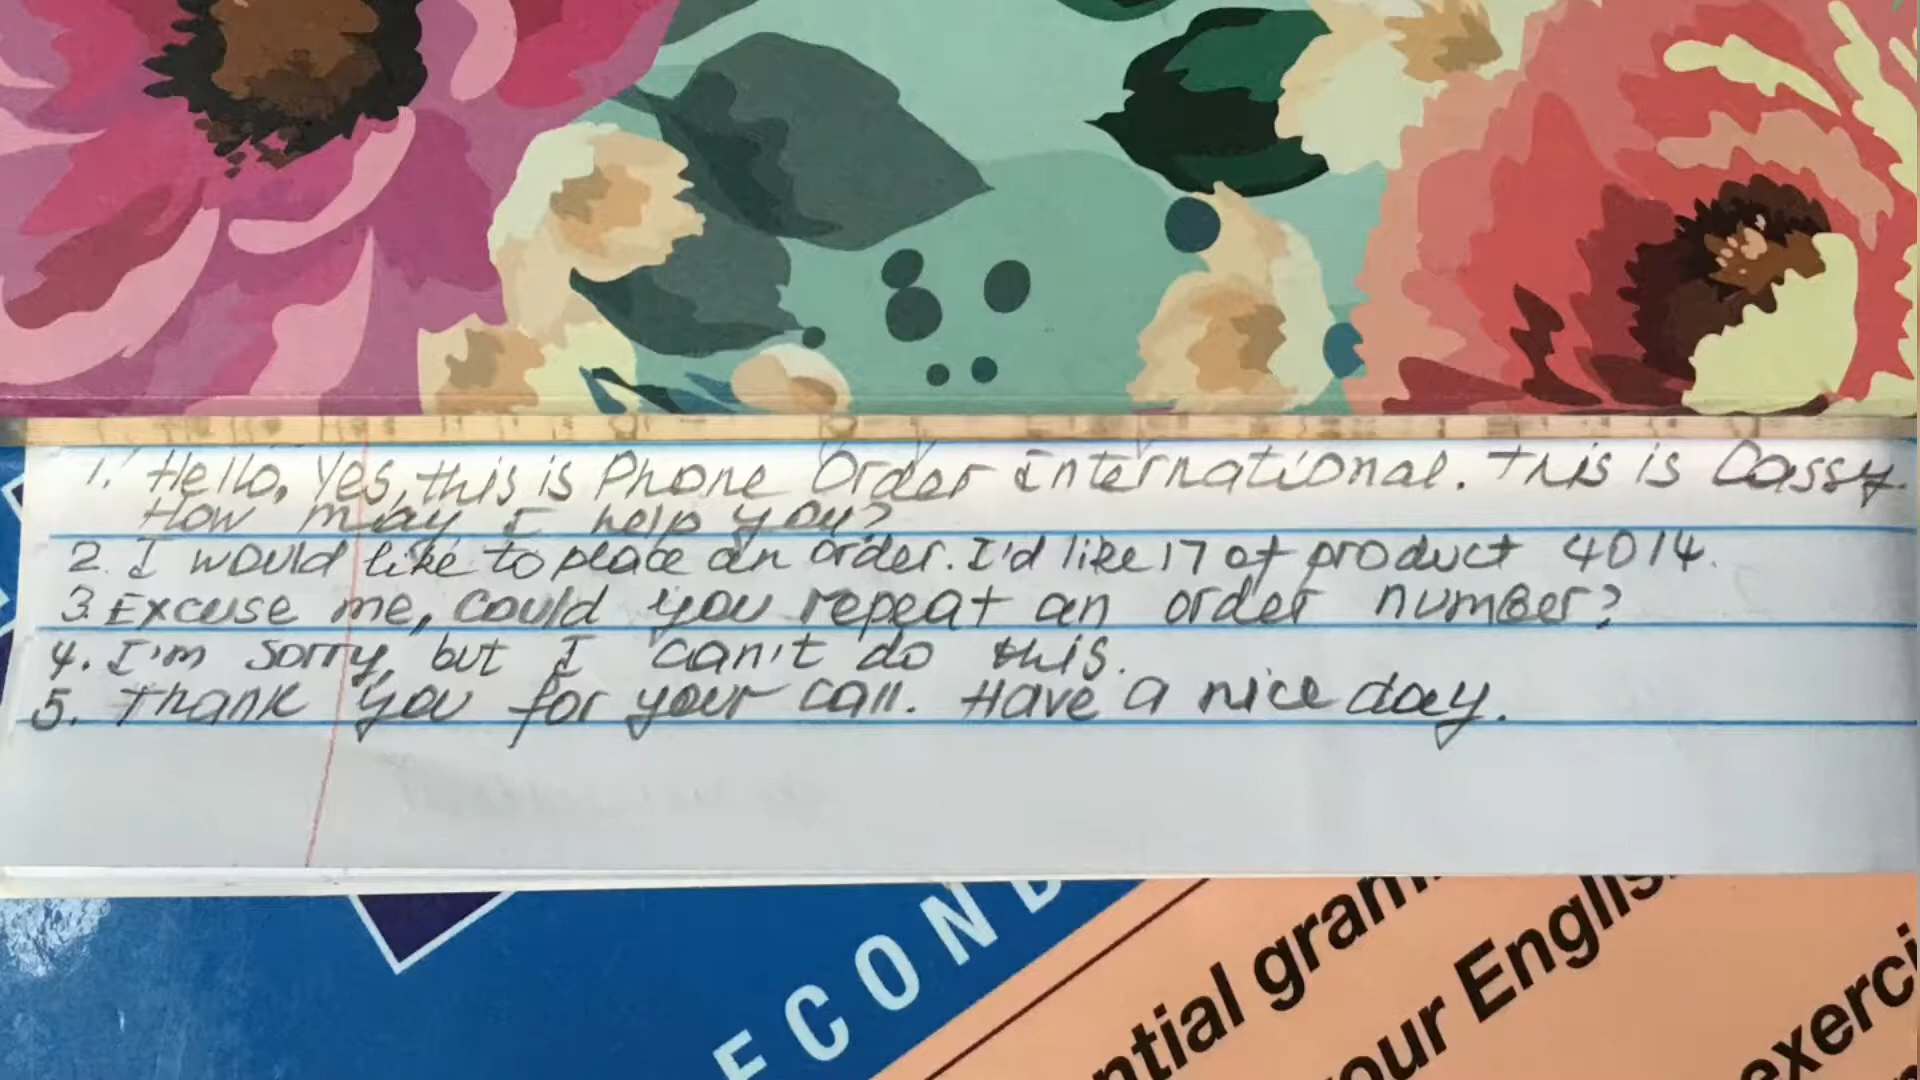 1. Hello, Yes, this is Phone Order International. This is Cassy.
How may I help you?
2. I would like to place an order. I'd like 17 of product 4014.
3. Excuse me, could you repeat an order number?
4. I'm sorry, but I can't do this.
5. Thank you for your call. Have a nice day.
ECOND
ntial gram
our English
exerci